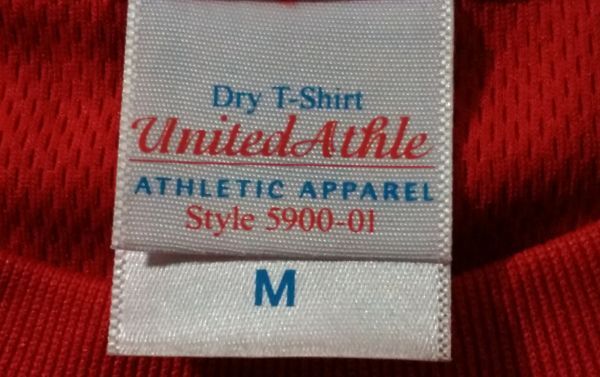 Dry T-Shirt
UnitedAthle
ATHLETIC APPAREL
Style 5900-01
M